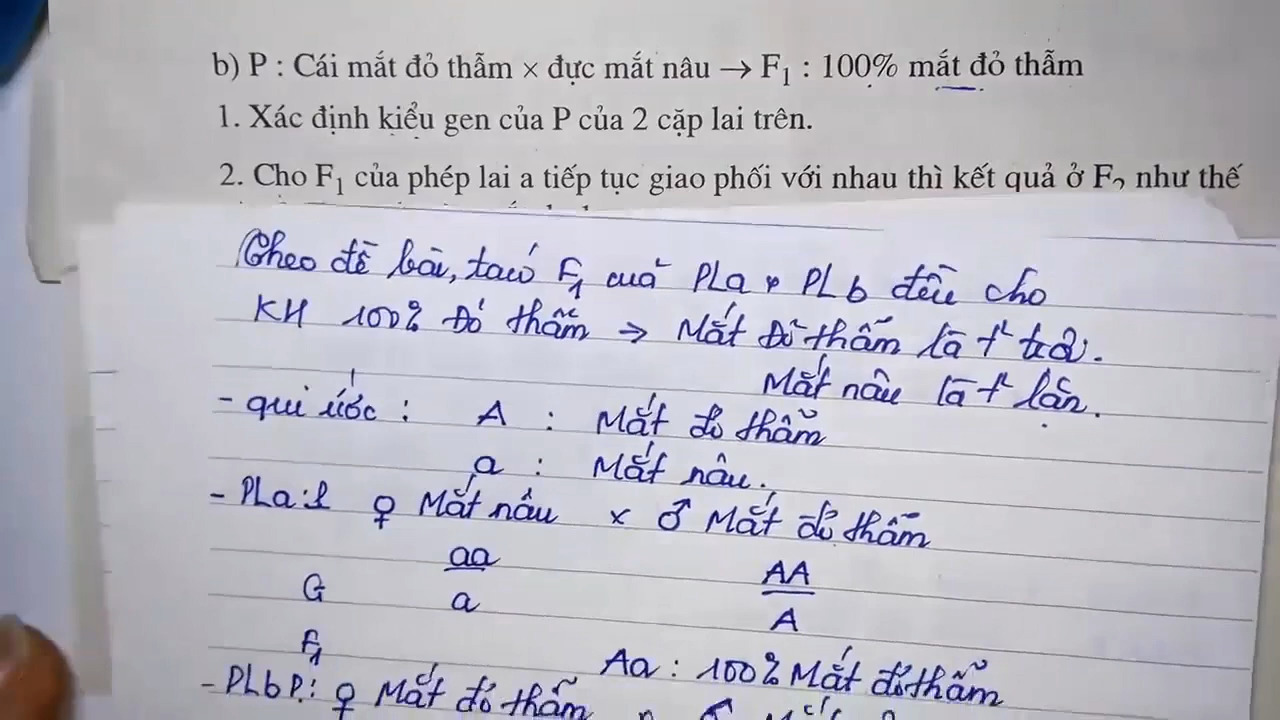 b) P : Cái mắt đỏ thẫm × đực mắt nâu → F₁ : 100% mắt đỏ thẫm
1. Xác định kiểu gen của P của 2 cặp lai trên.
2. Cho F₁ của phép lai a tiếp tục giao phối với nhau thì kết quả ở F₂ như thế
Theo đề bài, ta có F₁ của PLa & PLb đều cho
KH 100% Đỏ thẫm → Mắt Đỏ thẫm là t² trội.
Mắt nâu là t² lặn.
- qui ước : A : Mắt đỏ thẫm
a : Mắt nâu.
- PLa: ♀ Mắt nâu × ♂ Mắt đỏ thẫm
aa AA
G a A
F₁ Aa : 100% Mắt đỏ thẫm
- PLb P: ♀ Mắt đỏ thẫm ♂